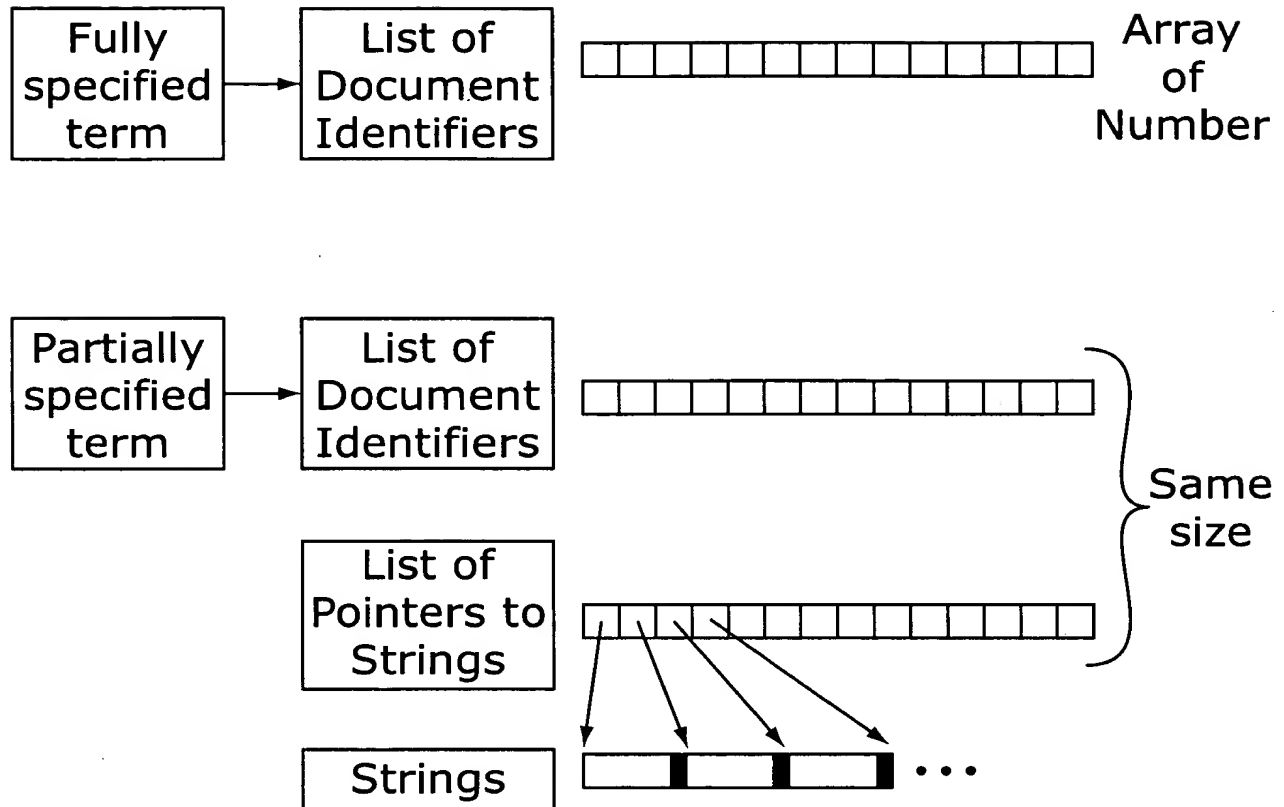 Fully
specified
term
List of
Document
Identifiers
Array
of
Number
Partially
specified
term
List of
Document
Identifiers
Same
size
List of
Pointers to
Strings
Strings